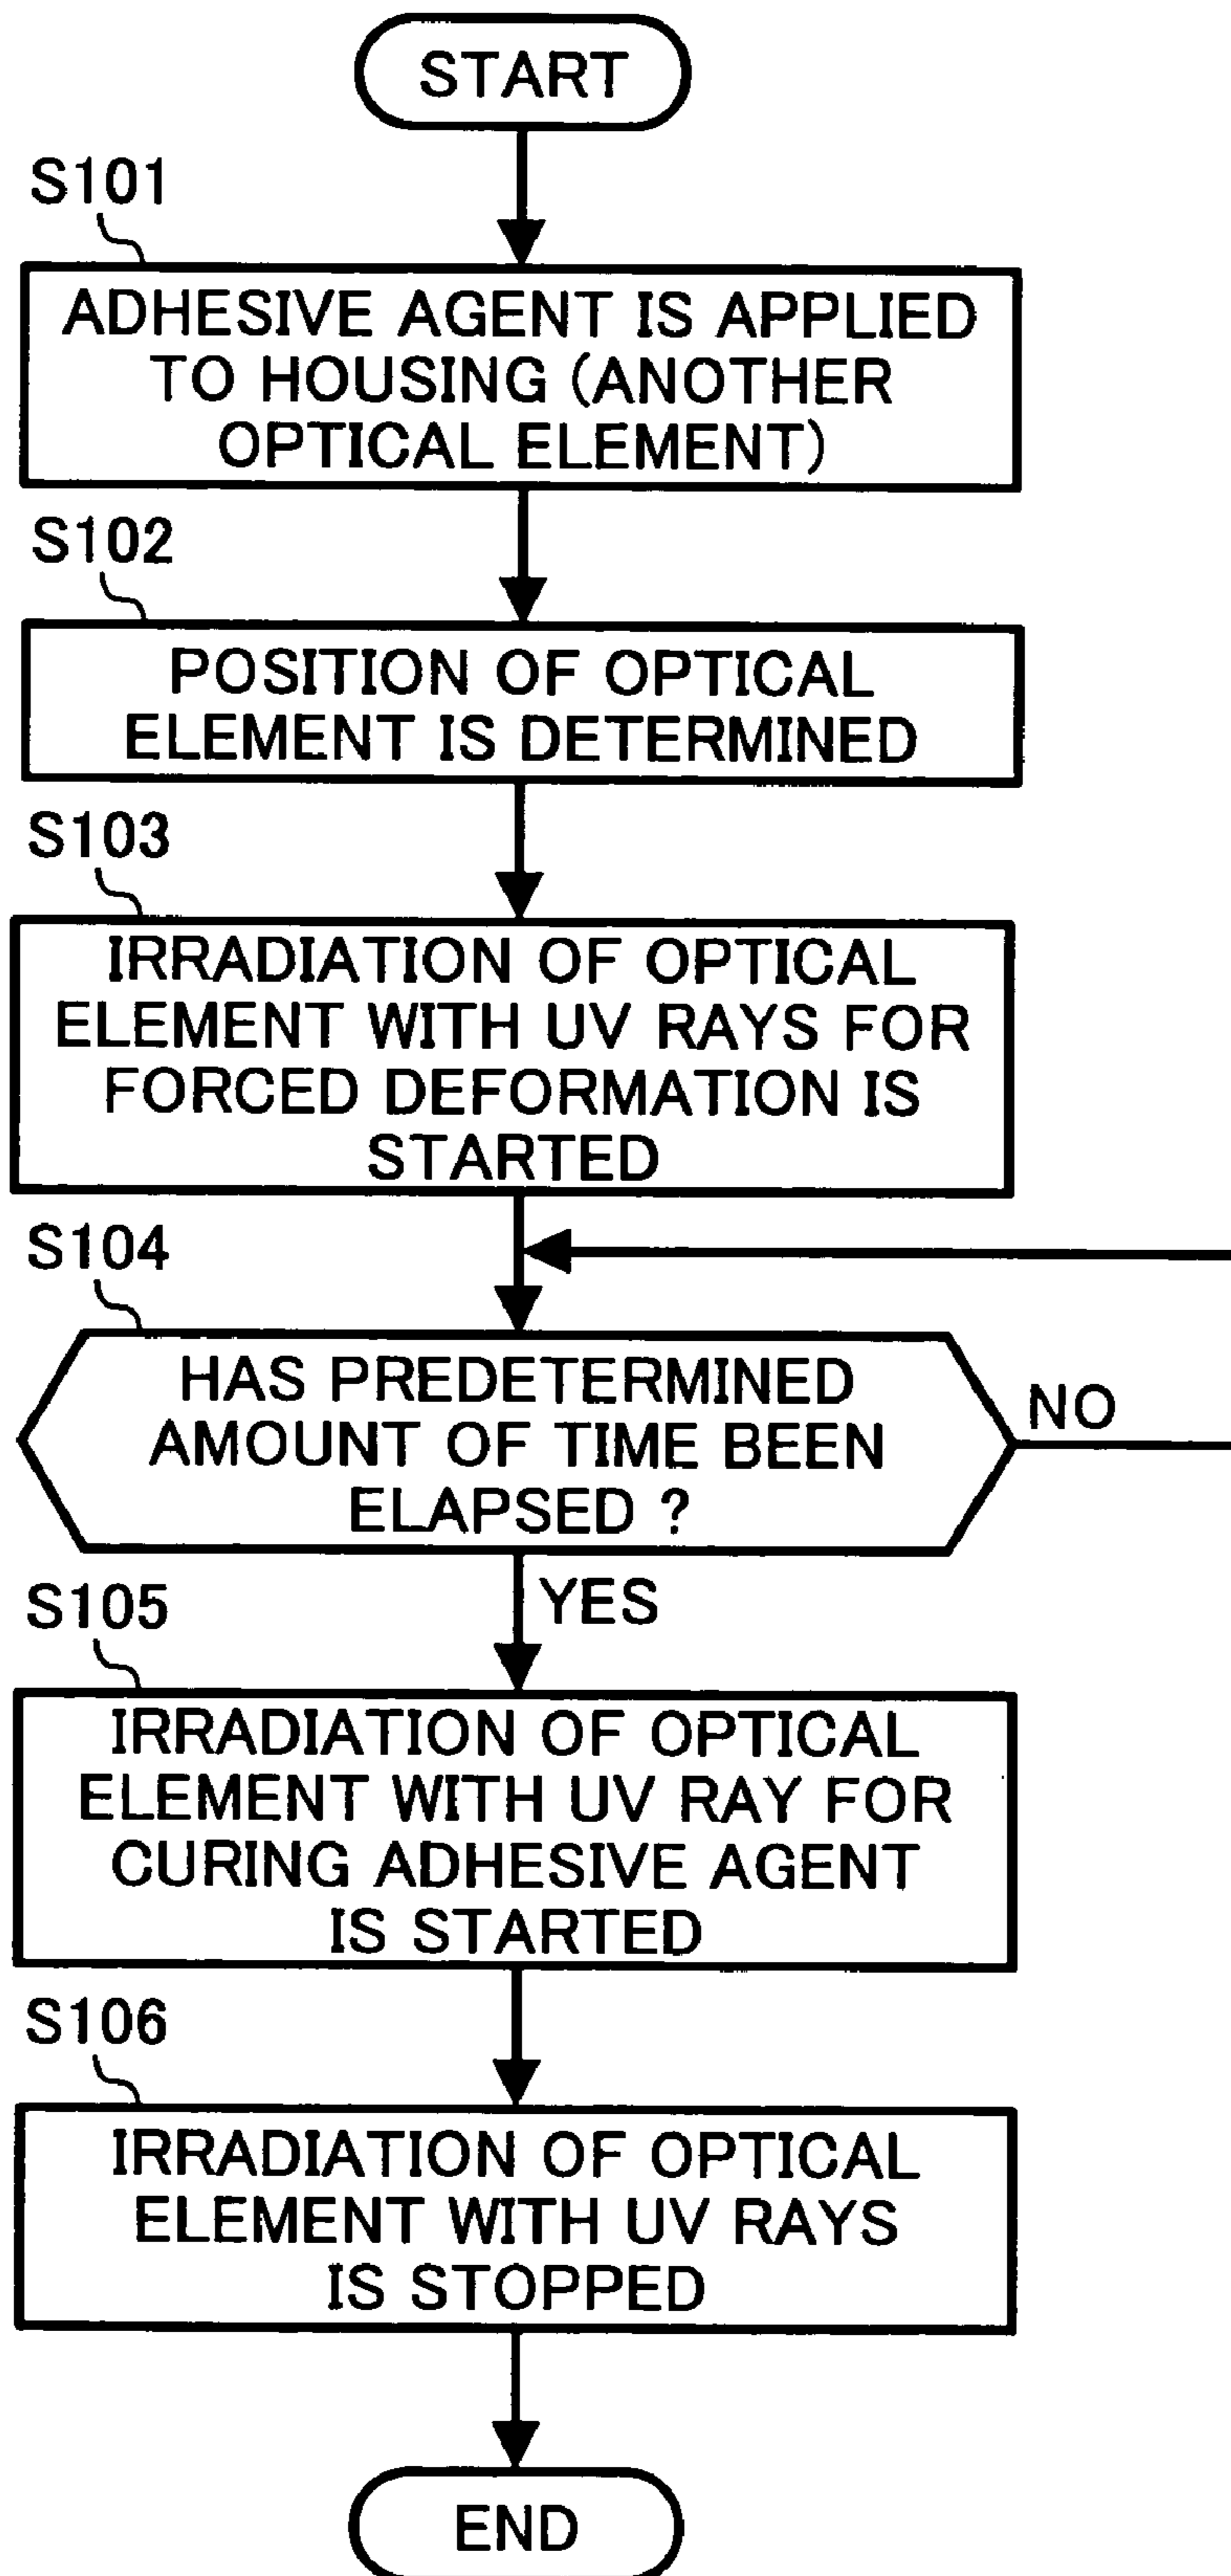 START
S101
ADHESIVE AGENT IS APPLIED
TO HOUSING (ANOTHER
OPTICAL ELEMENT)
S102
POSITION OF OPTICAL
ELEMENT IS DETERMINED
S103
IRRADIATION OF OPTICAL
ELEMENT WITH UV RAYS FOR
FORCED DEFORMATION IS
STARTED
S104
HAS PREDETERMINED
AMOUNT OF TIME BEEN
ELAPSED ?
NO
YES
S105
IRRADIATION OF OPTICAL
ELEMENT WITH UV RAY FOR
CURING ADHESIVE AGENT
IS STARTED
S106
IRRADIATION OF OPTICAL
ELEMENT WITH UV RAYS
IS STOPPED
END